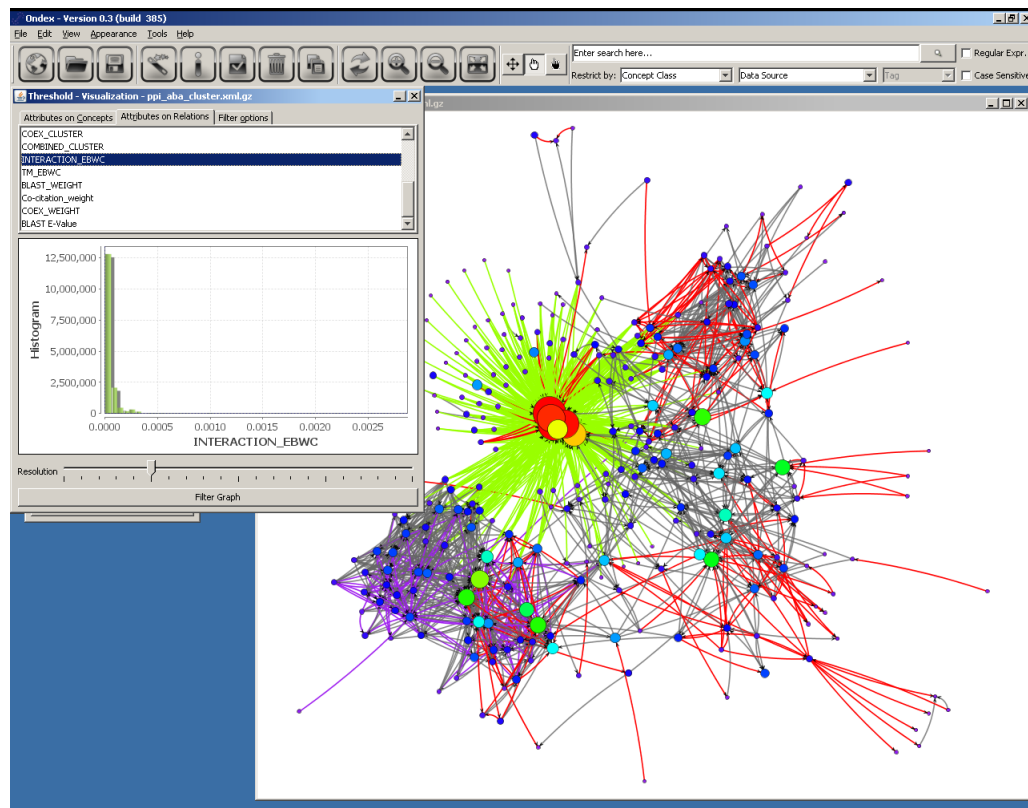 Ondex - Version 0.3 (build 385)
File Edit View Appearance Tools Help
Enter search here...
Regular Expr.
Restrict by: Concept Class Data Source Tag Case Sensitive
Threshold - Visualization - ppi_aba_cluster.xml.gz
ml.gz
Attributes on Concepts Attributes on Relations Filter options
COEX_CLUSTER
COMBINED_CLUSTER
INTERACTION_EBWC
TM_EBWC
BLAST_WEIGHT
Co-citation_weight
COEX_WEIGHT
BLAST E-Value
12,500,000
10,000,000
7,500,000
5,000,000
2,500,000
0
Histogram
0.0000 0.0005 0.0010 0.0015 0.0020 0.0025
INTERACTION_EBWC
Resolution
Filter Graph